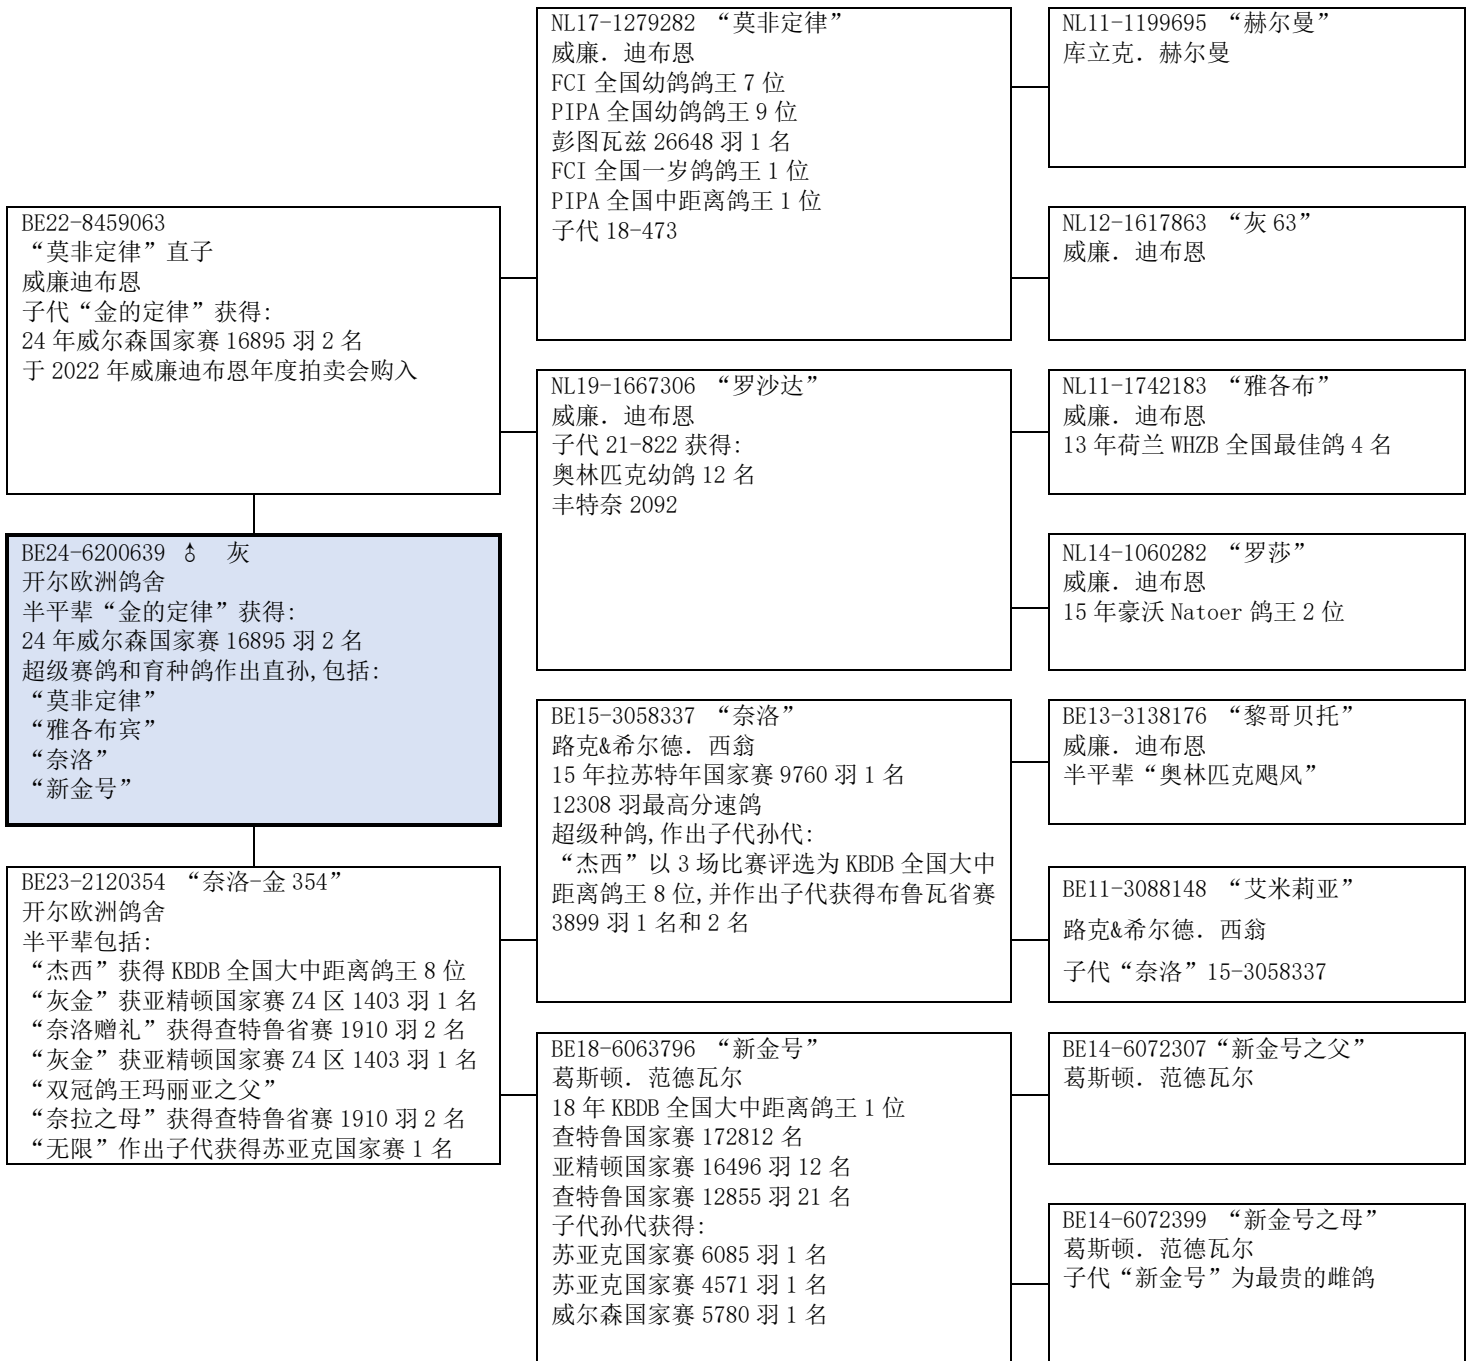 BE22-8459063
“莫非定律”直子
威廉迪布恩
子代“金的定律”获得:
24 年威尔森国家赛 16895 羽 2 名
于 2022 年威廉迪布恩年度拍卖会购入
BE24-6200639 ♂ 灰
开尔欧洲鸽舍
半平辈“金的定律”获得:
24 年威尔森国家赛 16895 羽 2 名
超级赛鸽和育种鸽作出直孙,包括:
“莫非定律”
“雅各布宾”
“奈洛”
“新金号”
BE23-2120354 “奈洛-金 354”
开尔欧洲鸽舍
半平辈包括:
“杰西”获得 KBDB 全国大中距离鸽王 8 位
“灰金”获亚精顿国家赛 Z4 区 1403 羽 1 名
“奈洛赠礼”获得查特鲁省赛 1910 羽 2 名
“灰金”获亚精顿国家赛 Z4 区 1403 羽 1 名
“双冠鸽王玛丽亚之父”
“奈拉之母”获得查特鲁省赛 1910 羽 2 名
“无限”作出子代获得苏亚克国家赛 1 名
NL17-1279282 “莫非定律”
威廉. 迪布恩
FCI 全国幼鸽鸽王 7 位
PIPA 全国幼鸽鸽王 9 位
彭图瓦兹 26648 羽 1 名
FCI 全国一岁鸽鸽王 1 位
PIPA 全国中距离鸽王 1 位
子代 18-473
NL19-1667306 “罗沙达”
威廉. 迪布恩
子代 21-822 获得:
奥林匹克幼鸽 12 名
丰特奈 2092
BE15-3058337 “奈洛”
路克&希尔德. 西翁
15 年拉苏特年国家赛 9760 羽 1 名
12308 羽最高分速鸽
超级种鸽,作出子代孙代:
“杰西”以 3 场比赛评选为 KBDB 全国大中
距离鸽王 8 位,并作出子代获得布鲁瓦省赛
3899 羽 1 名和 2 名
BE18-6063796 “新金号”
葛斯顿. 范德瓦尔
18 年 KBDB 全国大中距离鸽王 1 位
查特鲁国家赛 172812 名
亚精顿国家赛 16496 羽 12 名
查特鲁国家赛 12855 羽 21 名
子代孙代获得:
苏亚克国家赛 6085 羽 1 名
苏亚克国家赛 4571 羽 1 名
威尔森国家赛 5780 羽 1 名
NL11-1199695 “赫尔曼”
库立克. 赫尔曼
NL12-1617863 “灰 63”
威廉. 迪布恩
NL11-1742183 “雅各布”
威廉. 迪布恩
13 年荷兰 WHZB 全国最佳鸽 4 名
NL14-1060282 “罗莎”
威廉. 迪布恩
15 年豪沃 Natoer 鸽王 2 位
BE13-3138176 “黎哥贝托”
威廉. 迪布恩
半平辈“奥林匹克飓风”
BE11-3088148 “艾米莉亚”
路克&希尔德. 西翁
子代“奈洛”15-3058337
BE14-6072307“新金号之父”
葛斯顿. 范德瓦尔
BE14-6072399 “新金号之母”
葛斯顿. 范德瓦尔
子代“新金号”为最贵的雌鸽